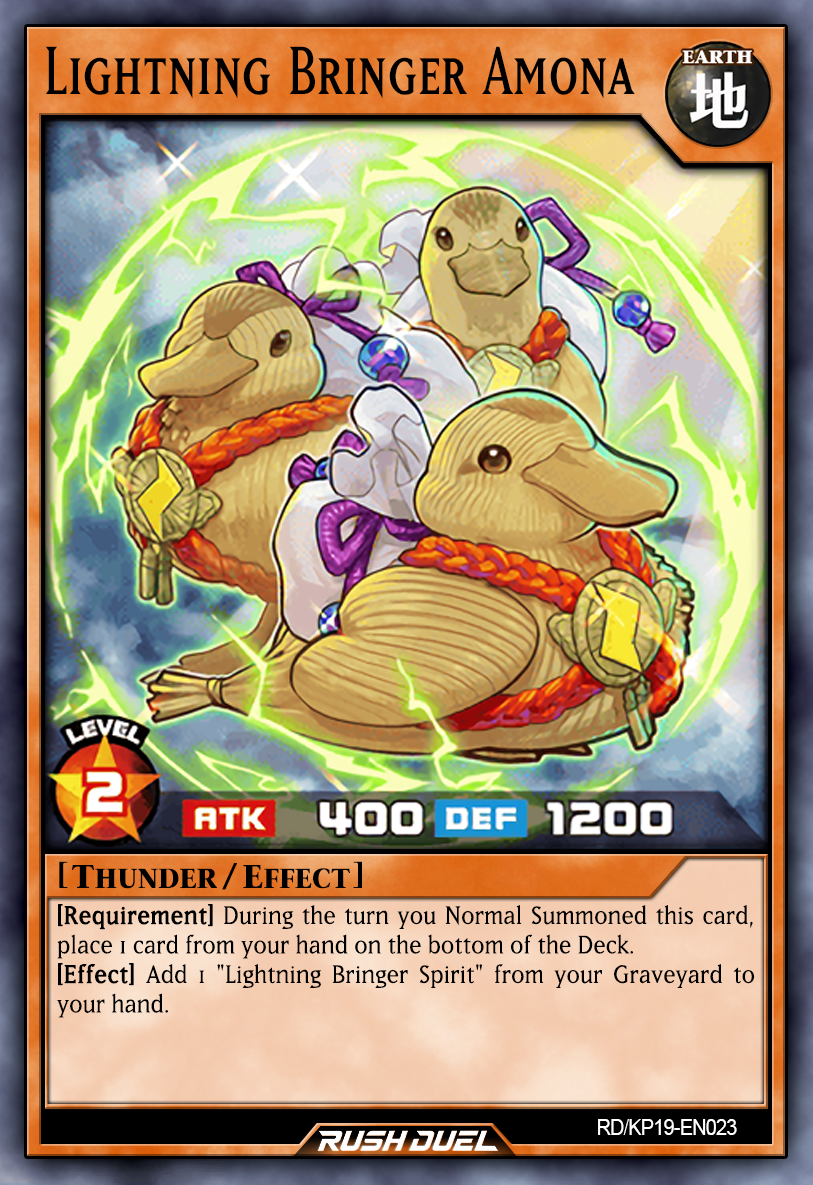 Lightning Bringer Amona
EARTH
地
LEVEL
2
ATK 400 DEF 1200
[Thunder/Effect]
[Requirement] During the turn you Normal Summoned this card,
place 1 card from your hand on the bottom of the Deck.
[Effect] Add 1 "Lightning Bringer Spirit" from your Graveyard to
your hand.
RD/KP19-EN023
RUSH DUEL